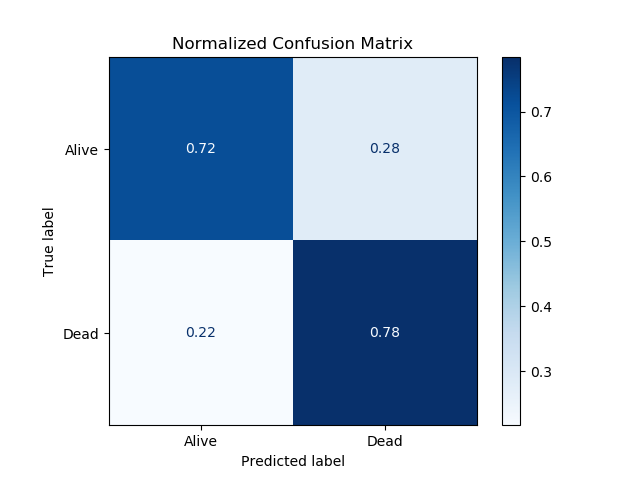 Normalized Confusion Matrix
True label
Alive
0.72
0.28
Dead
0.22
0.78
Alive
Dead
Predicted label
0.7
0.6
0.5
0.4
0.3